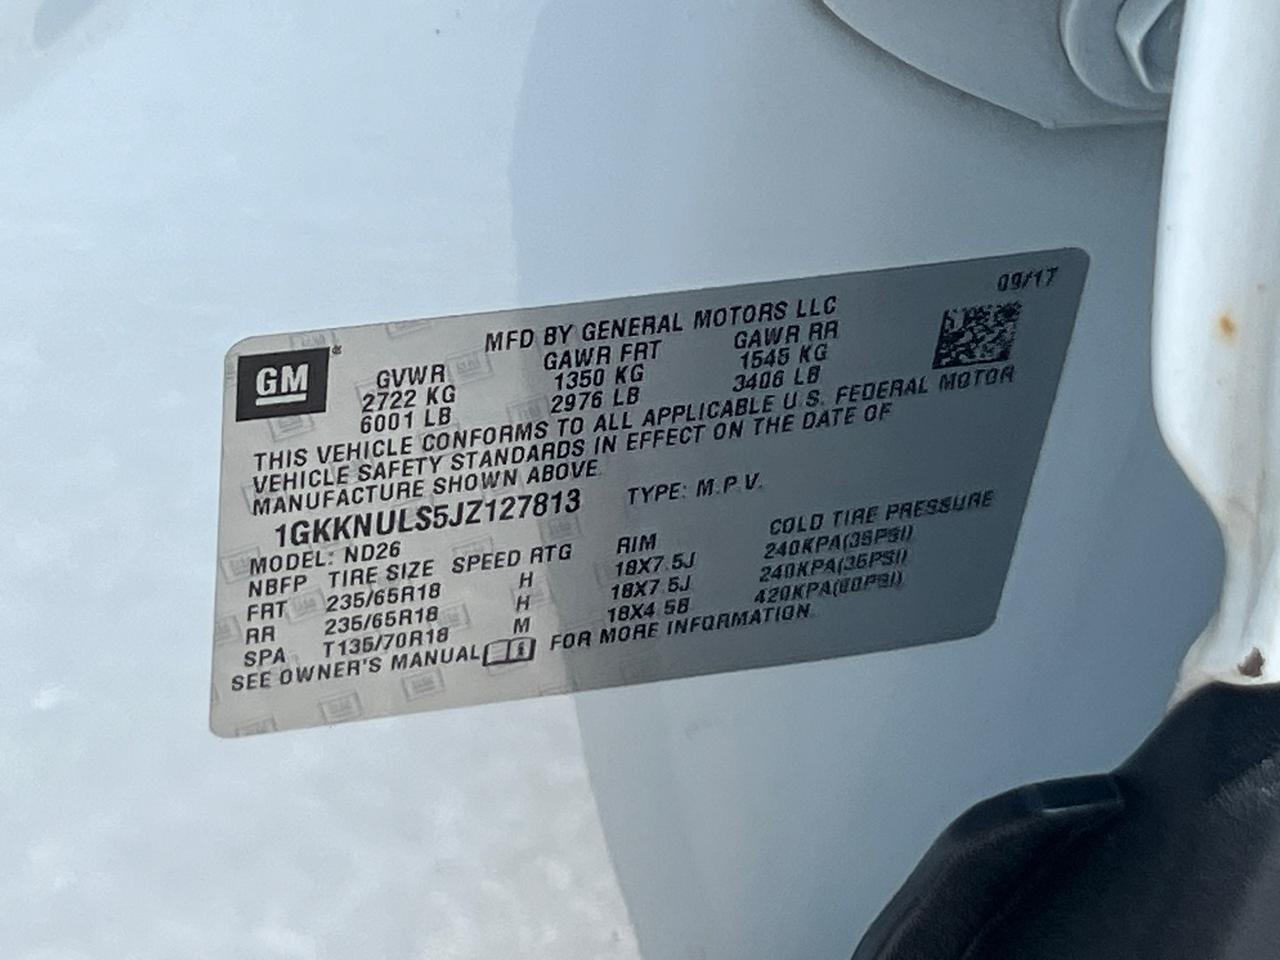 09/17
MFD BY GENERAL MOTORS LLC
GM
GVWR GAWR FRT GAWR RR
2722 KG 1350 KG 1545 KG
6001 LB 2976 LB 3406 LB
THIS VEHICLE CONFORMS TO ALL APPLICABLE U.S. FEDERAL MOTOR
VEHICLE SAFETY STANDARDS IN EFFECT ON THE DATE OF
MANUFACTURE SHOWN ABOVE.
1GKKNULS5JZ127813 TYPE: M.P.V.
MODEL: ND26
NBFP TIRE SIZE SPEED RTG RIM COLD TIRE PRESSURE
FRT 235/65R18 H 18X7.5J 240KPA(35PSI)
RR 235/65R18 H 18X7.5J 240KPA(35PSI)
SPA T135/70R18 M 18X4.5B 420KPA(60PSI)
SEE OWNER'S MANUAL FOR MORE INFORMATION.